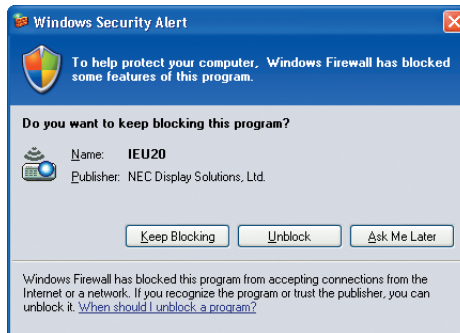 Windows Security Alert
To help protect your computer, Windows Firewall has blocked
some features of this program.
Do you want to keep blocking this program?
Name: IEU20
Publisher: NEC Display Solutions, Ltd.
Keep Blocking Unblock Ask Me Later
Windows Firewall has blocked this program from accepting connections from the
Internet or a network. If you recognize the program or trust the publisher, you can
unblock it. When should I unblock a program?